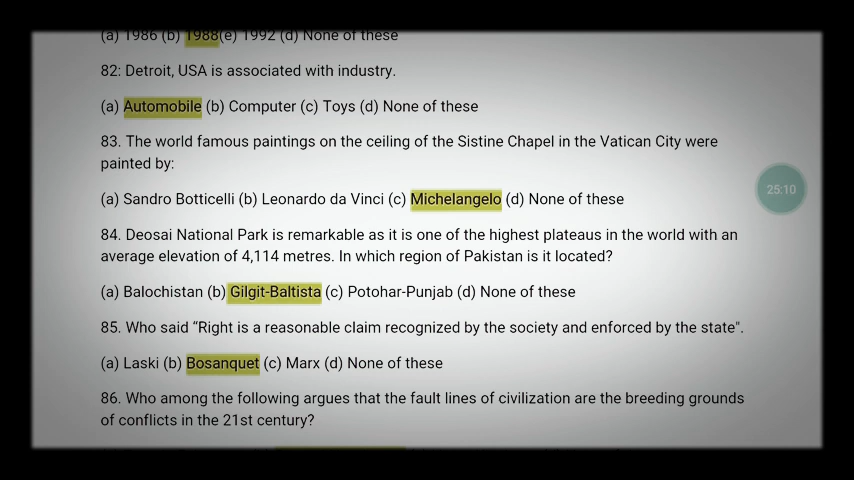 (a) 1986 (b) 1988(e) 1992 (d) None of these
82: Detroit, USA is associated with industry.
(a) Automobile (b) Computer (c) Toys (d) None of these
83. The world famous paintings on the ceiling of the Sistine Chapel in the Vatican City were
painted by:
(a) Sandro Botticelli (b) Leonardo da Vinci (c) Michelangelo (d) None of these
25:10
84. Deosai National Park is remarkable as it is one of the highest plateaus in the world with an
average elevation of 4,114 metres. In which region of Pakistan is it located?
(a) Balochistan (b) Gilgit-Baltista (c) Potohar-Punjab (d) None of these
85. Who said “Right is a reasonable claim recognized by the society and enforced by the state".
(a) Laski (b) Bosanquet (c) Marx (d) None of these
86. Who among the following argues that the fault lines of civilization are the breeding grounds
of conflicts in the 21st century?